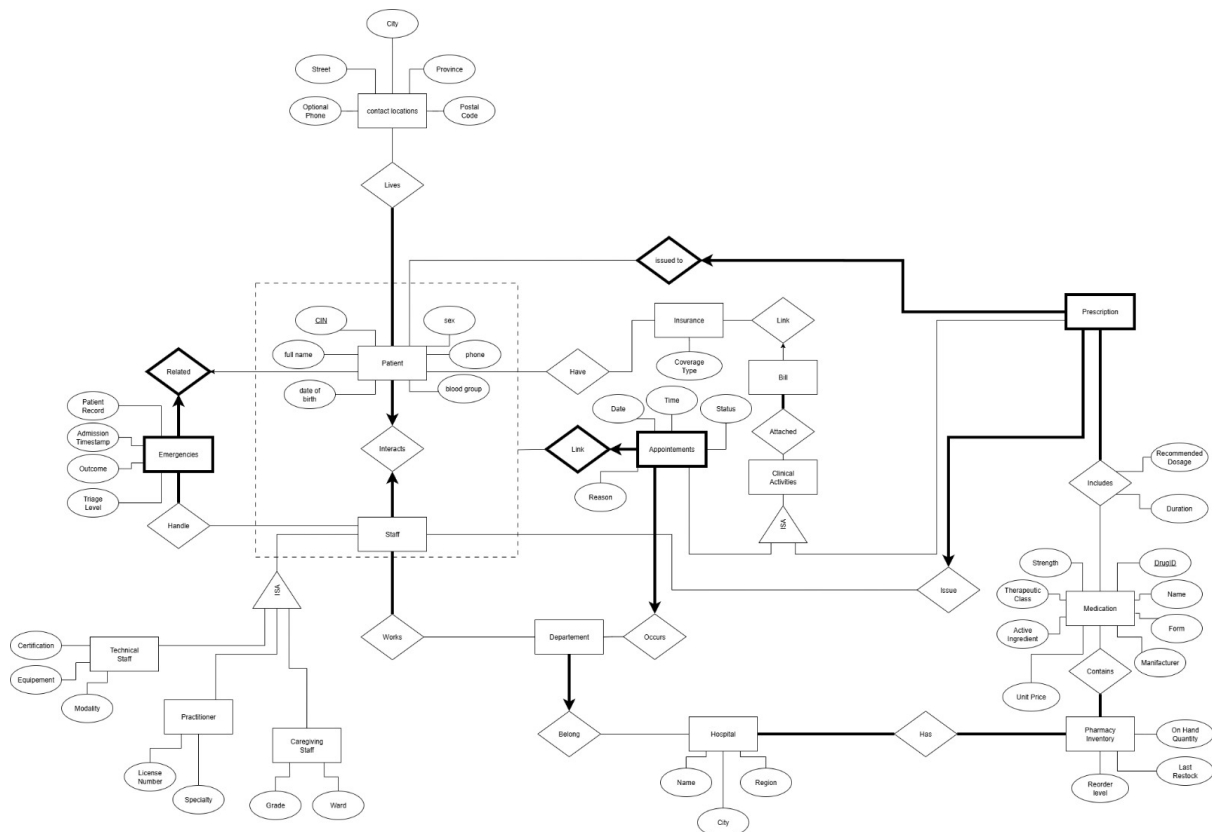 City
Street
Province
Optional
Phone
contact locations
Postal
Code
Lives
issued to
Prescription
CIN
sex
full name
Patient
phone
date of
birth
blood group
Insurance
Link
Coverage
Type
Have
Bill
Related
Patient
Record
Admission
Timestamp
Emergencies
Outcome
Triage
Level
Handle
Interacts
Staff
Date
Time
Status
Link
Appointements
Reason
Attached
Clinical
Activities
ISA
Includes
Recommended
Dosage
Duration
Issue
Strength
DrugID
Therapeutic
Class
Medication
Name
Active
Ingredient
Form
Manifacturer
Unit Price
Contains
ISA
Certification
Technical
Staff
Equipement
Modality
Works
Departement
Occurs
Practitioner
License
Number
Specialty
Caregiving
Staff
Grade
Ward
Belong
Hospital
Name
Region
City
Has
Pharmacy
Inventory
On Hand
Quantity
Last
Restock
Reorder
level